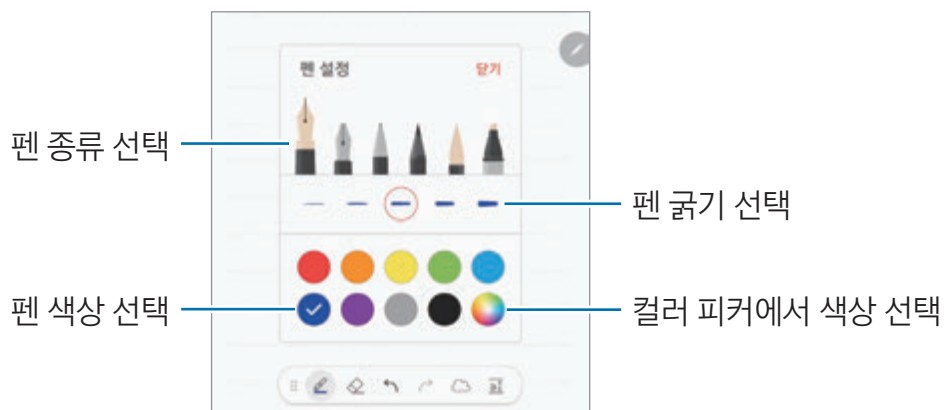 펜 설정
닫기
펜 종류 선택
펜 굵기 선택
펜 색상 선택
컬러 피커에서 색상 선택